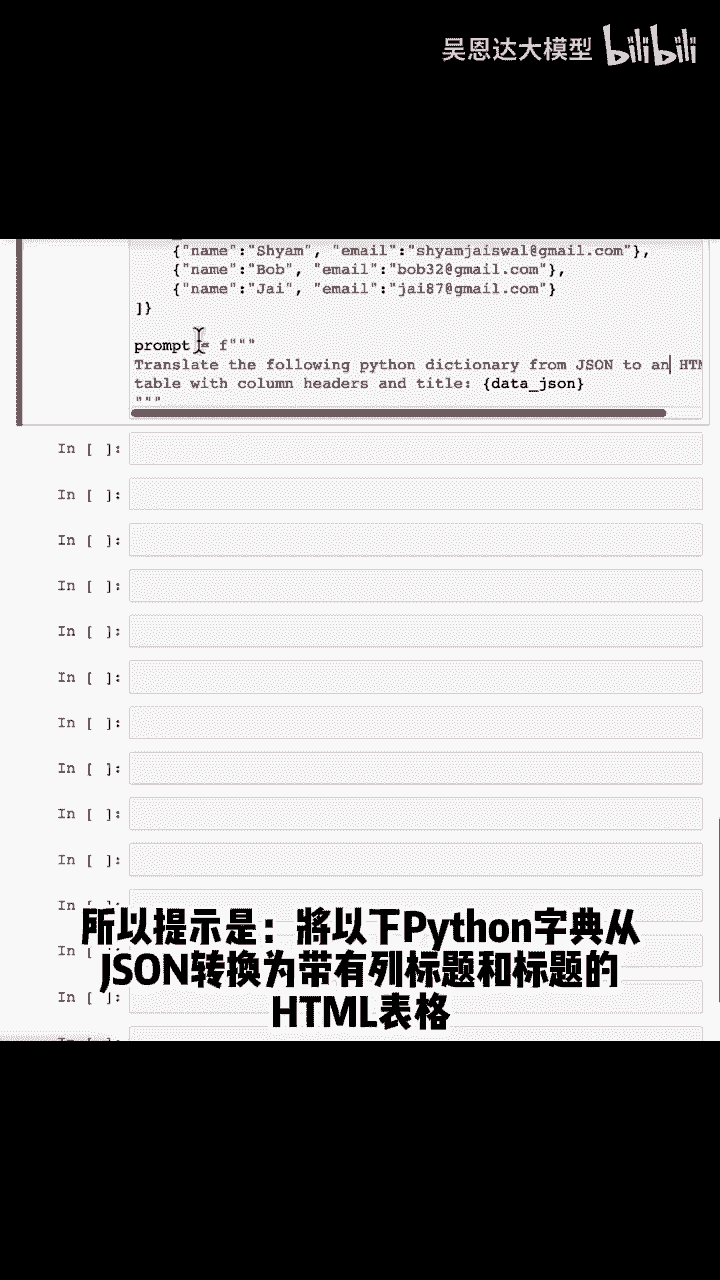 吴恩达大模型 bilibili
{"name":"Shyam", "email":"shyamjaiswal@gmail.com"},
{"name":"Bob", "email":"bob32@gmail.com"},
{"name":"Jai", "email":"jai87@gmail.com"}
]}
prompt = f"""
Translate the following python dictionary from JSON to an HTM
table with column headers and title: {data_json}
"""
In [ ]:
In [ ]:
In [ ]:
In [ ]:
In [ ]:
In [ ]:
In [ ]:
In [ ]:
In [ ]:
In [ ]:
In [ ]:
In [ ]:
In [ ]:
所以提示是：將以下Python字典从
JSON转换为带有列标题和标题的
HTML表格